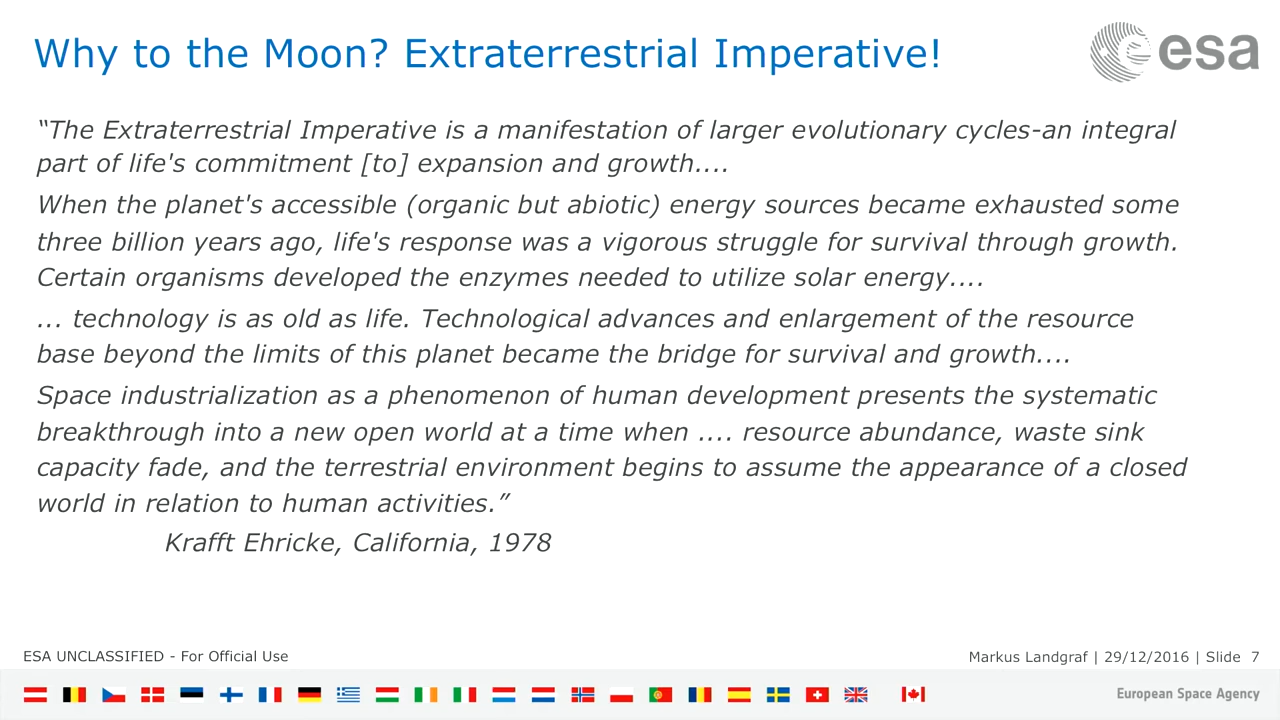 Why to the Moon? Extraterrestrial Imperative!
esa
“The Extraterrestrial Imperative is a manifestation of larger evolutionary cycles-an integral
part of life's commitment [to] expansion and growth....
When the planet's accessible (organic but abiotic) energy sources became exhausted some
three billion years ago, life's response was a vigorous struggle for survival through growth.
Certain organisms developed the enzymes needed to utilize solar energy....
... technology is as old as life. Technological advances and enlargement of the resource
base beyond the limits of this planet became the bridge for survival and growth....
Space industrialization as a phenomenon of human development presents the systematic
breakthrough into a new open world at a time when .... resource abundance, waste sink
capacity fade, and the terrestrial environment begins to assume the appearance of a closed
world in relation to human activities.”
Krafft Ehricke, California, 1978
ESA UNCLASSIFIED - For Official Use
Markus Landgraf | 29/12/2016 | Slide 7
European Space Agency